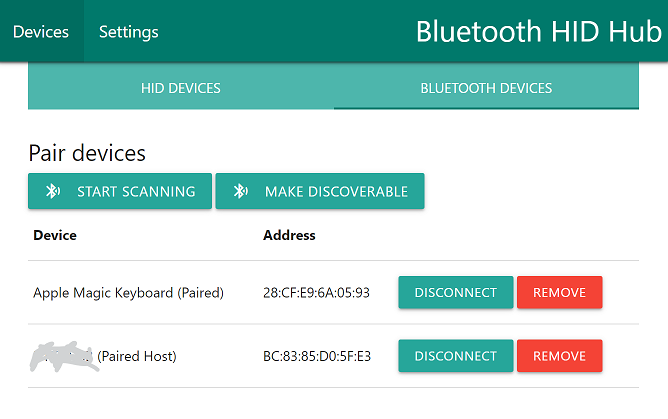 Devices Settings Bluetooth HID Hub
HID DEVICES BLUETOOTH DEVICES
Pair devices
START SCANNING MAKE DISCOVERABLE
Device Address
Apple Magic Keyboard (Paired) 28:CF:E9:6A:05:93 DISCONNECT REMOVE
(Paired Host) BC:83:85:D0:5F:E3 DISCONNECT REMOVE